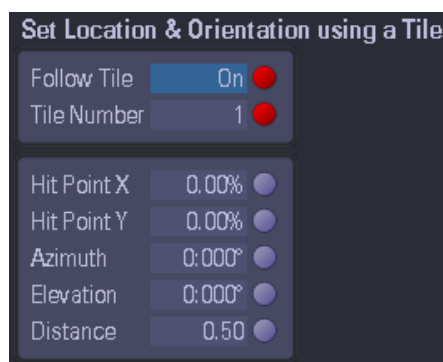 Set Location & Orientation using a Tile
Follow Tile On
Tile Number 1
Hit Point X 0.00%
Hit Point Y 0.00%
Azimuth 0:000°
Elevation 0:000°
Distance 0.50